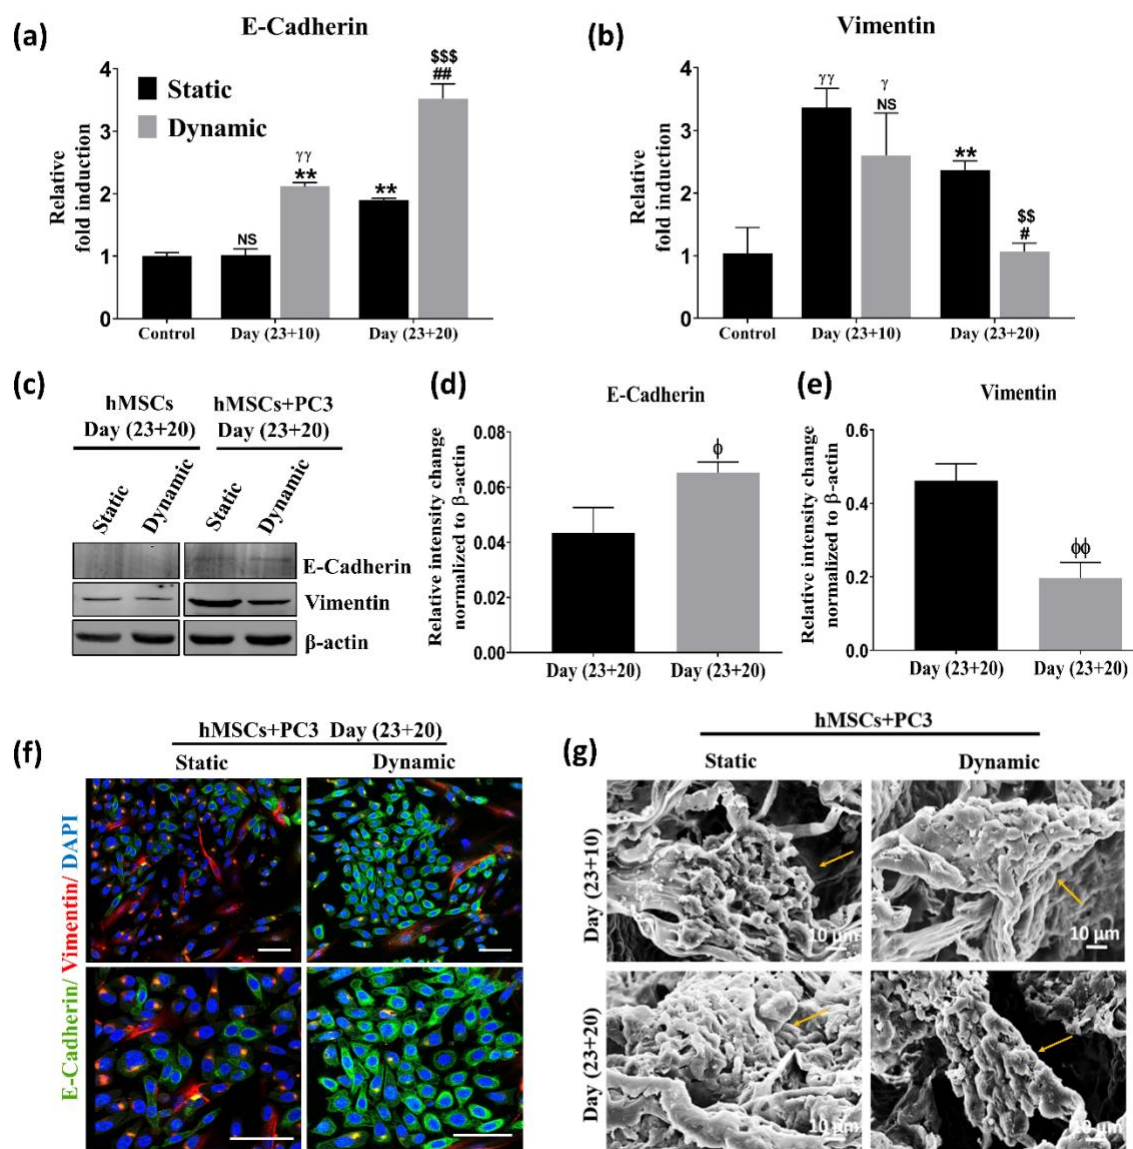 (a)
E-Cadherin
Relative
fold induction
4
3
2
1
0
Static
Dynamic
NS
γγ
**
**
$$$
##
Control
Day (23+10)
Day (23+20)
(b)
Vimentin
Relative
fold induction
4
3
2
1
0
γγ
γ
NS
**
$$
#
Control
Day (23+10)
Day (23+20)
(c)
hMSCs
Day (23+20)
hMSCs+PC3
Day (23+20)
Static
Dynamic
Static
Dynamic
E-Cadherin
Vimentin
β-actin
(d)
E-Cadherin
Relative intensity change
normalized to β-actin
0.08
0.06
0.04
0.02
0.00
ϕ
Day (23+20)
Day (23+20)
(e)
Vimentin
Relative intensity change
normalized to β-actin
0.6
0.4
0.2
0.0
ϕϕ
Day (23+20)
Day (23+20)
(f)
hMSCs+PC3 Day (23+20)
Static
Dynamic
E-Cadherin/ Vimentin/ DAPI
(g)
hMSCs+PC3
Static
Dynamic
Day (23+10)
10 µm
10 µm
Day (23+20)
10 µm
10 µm